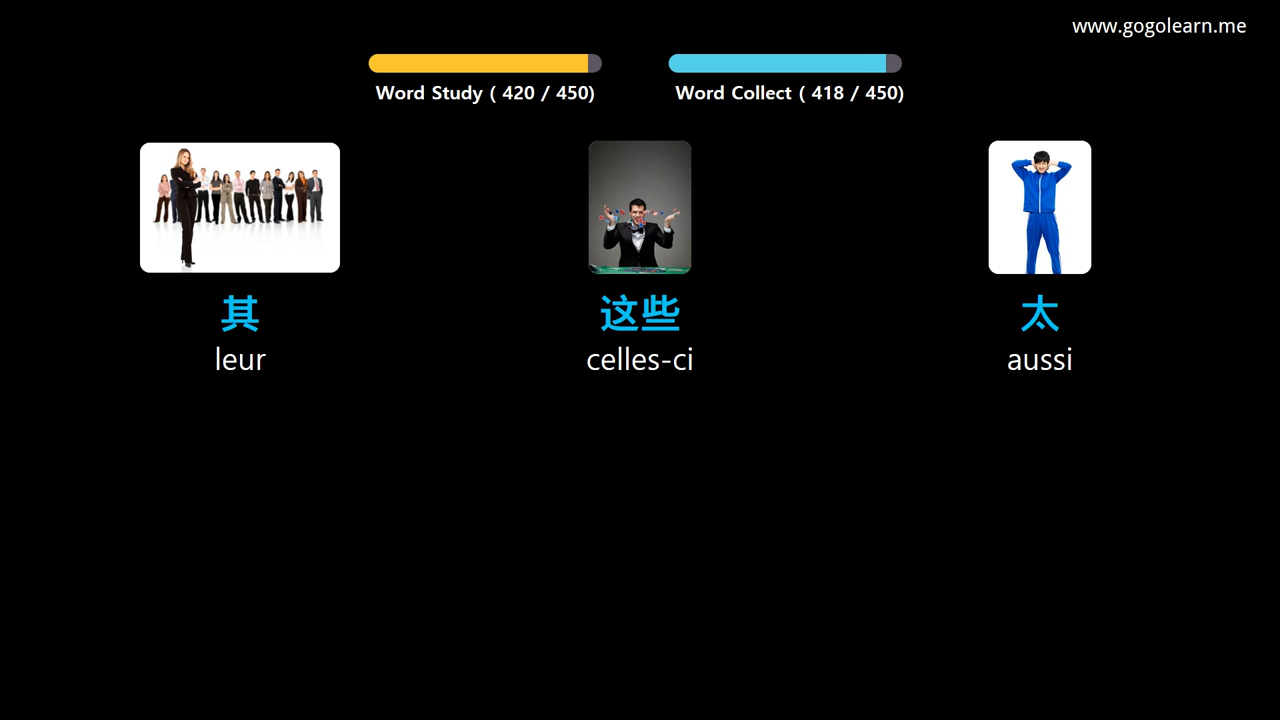 www.gogolearn.me
Word Study ( 420 / 450)
Word Collect ( 418 / 450)
其
这些
太
leur
celles-ci
aussi